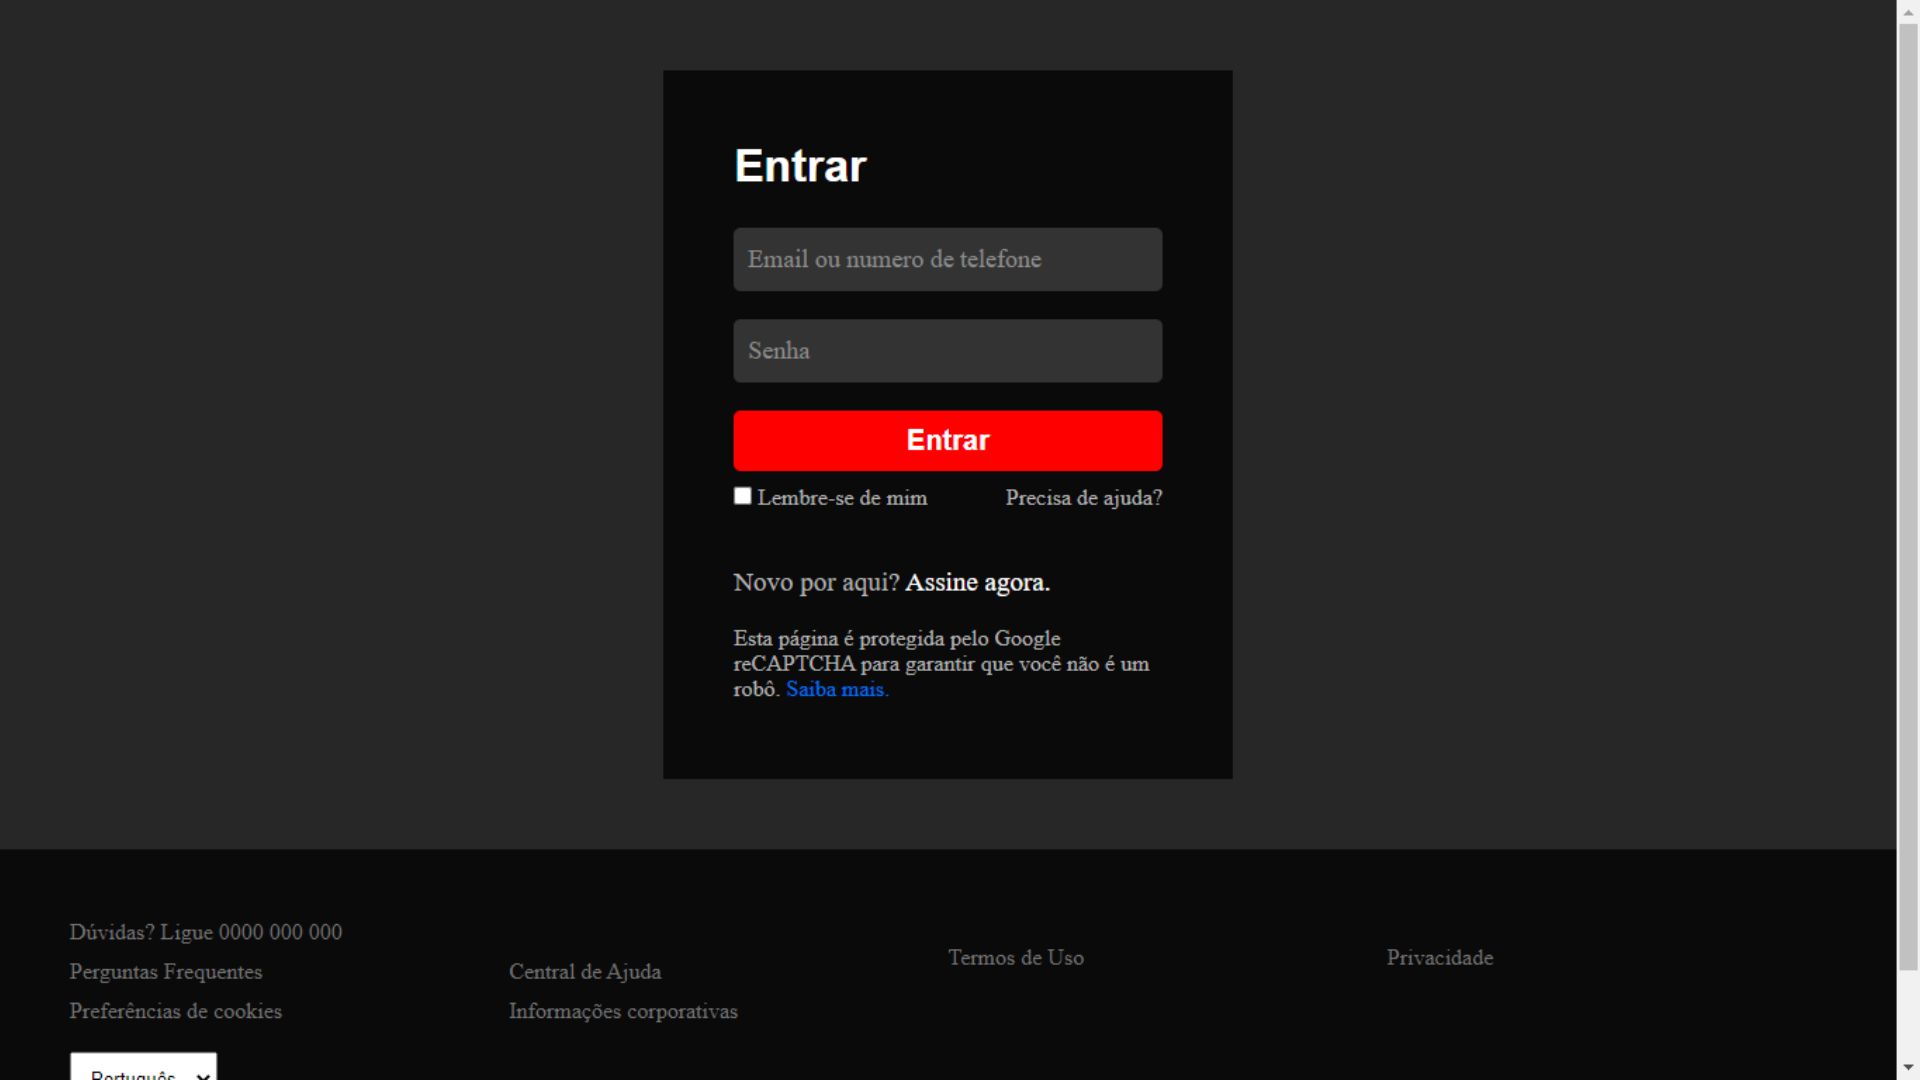 Entrar
Email ou numero de telefone
Senha
Entrar
Lembre-se de mim
Precisa de ajuda?
Novo por aqui? Assine agora.
Esta página é protegida pelo Google
reCAPTCHA para garantir que você não é um
robô. Saiba mais.
Dúvidas? Ligue 0000 000 000
Perguntas Frequentes
Preferências de cookies
Central de Ajuda
Informações corporativas
Termos de Uso
Privacidade
Português